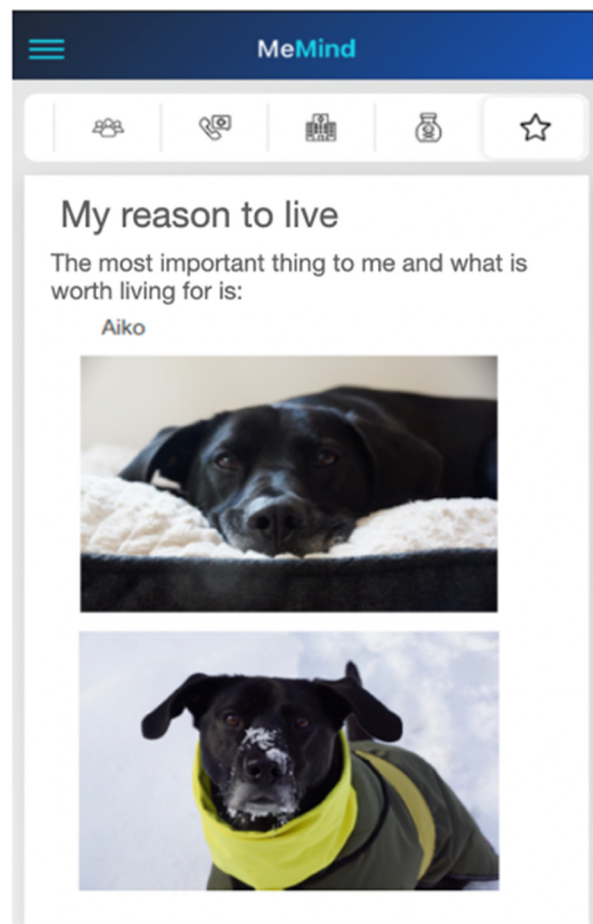 MeMind
My reason to live
The most important thing to me and what is
worth living for is:
Aiko